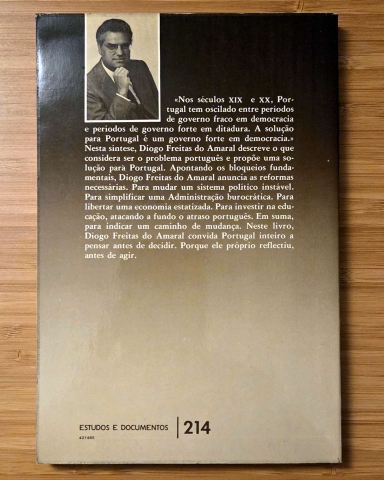 «Nos séculos XIX e XX, Por-
tugal tem oscilado entre períodos
de governo fraco em democracia
e períodos de governo forte em ditadura. A solução
para Portugal é um governo forte em democracia.»
Nesta síntese, Diogo Freitas do Amaral descreve o que
considera ser o problema português e propõe uma so-
lução para Portugal. Apontando os bloqueios funda-
mentais, Diogo Freitas do Amaral anuncia as reformas
necessárias. Para mudar um sistema político instável.
Para simplificar uma Administração burocrática. Para
libertar uma economia estatizada. Para investir na edu-
cação, atacando a fundo o atraso português. Em suma,
para indicar um caminho de mudança. Neste livro,
Diogo Freitas do Amaral convida Portugal inteiro a
pensar antes de decidir. Porque ele próprio reflectiu,
antes de agir.
ESTUDOS E DOCUMENTOS | 214